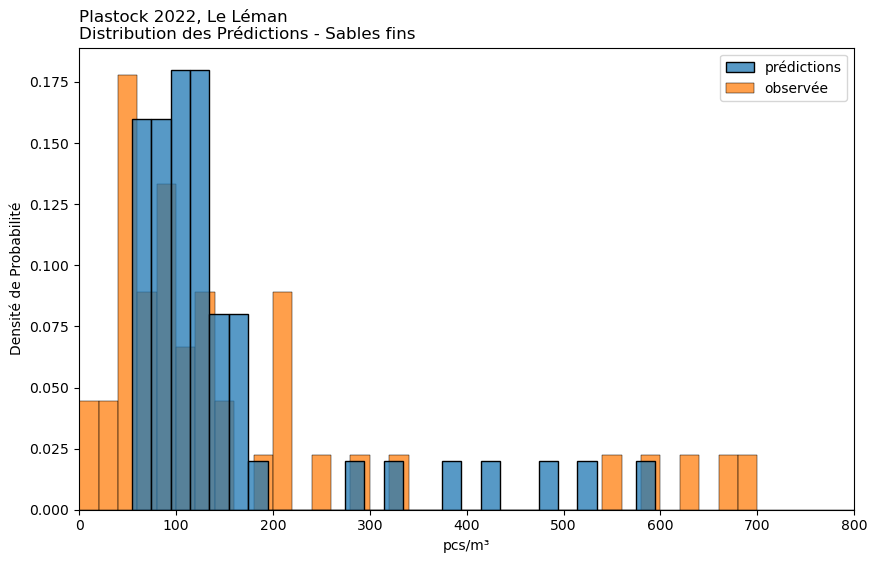 Plastock 2022, Le Léman
Distribution des Prédictions - Sables fins
prédictions
observée
Densité de Probabilité
0.175
0.150
0.125
0.100
0.075
0.050
0.025
0.000
0 100 200 300 400 500 600 700 800
pcs/m³